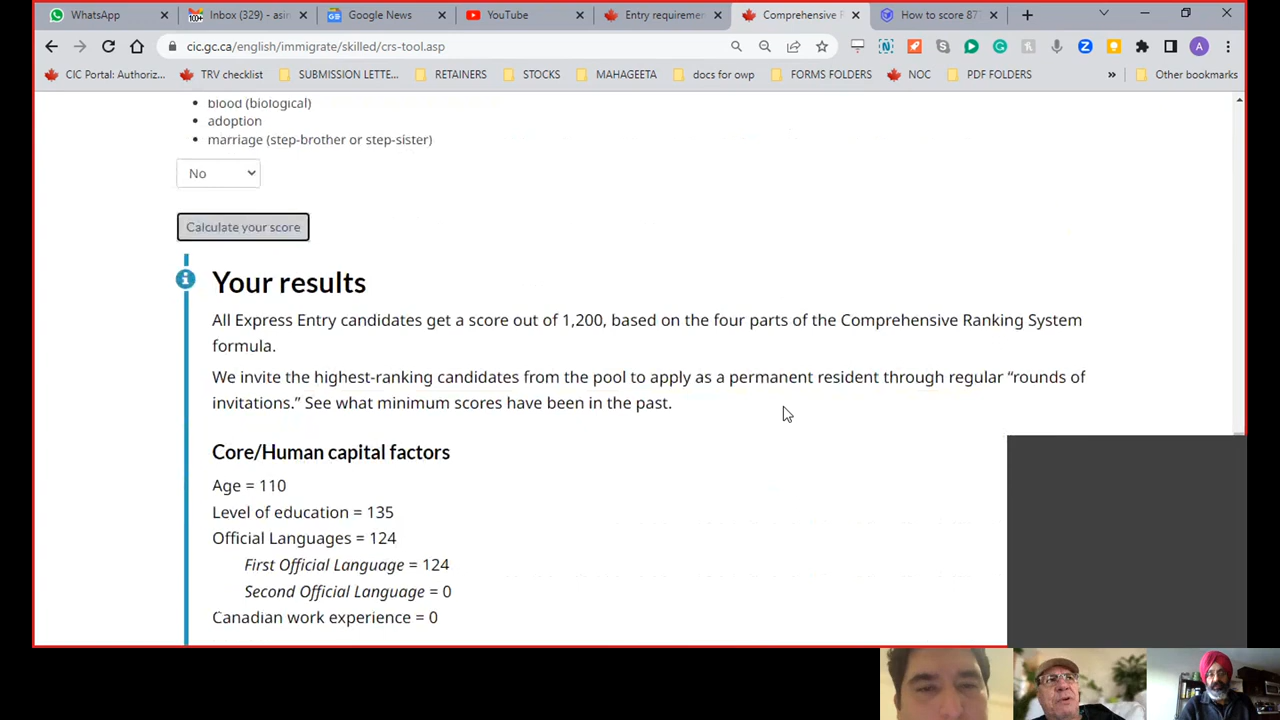 WhatsApp
Inbox (329) - asin
Google News
YouTube
Entry requiremen
Comprehensive R
How to score 877
cic.gc.ca/english/immigrate/skilled/crs-tool.asp
CIC Portal: Authoriz...
TRV checklist
SUBMISSION LETTE...
RETAINERS
STOCKS
MAHAGEETA
docs for owp
FORMS FOLDERS
NOC
PDF FOLDERS
»
Other bookmarks
• blood (biological)
• adoption
• marriage (step-brother or step-sister)
No
Calculate your score
Your results
All Express Entry candidates get a score out of 1,200, based on the four parts of the Comprehensive Ranking System
formula.
We invite the highest-ranking candidates from the pool to apply as a permanent resident through regular “rounds of
invitations.” See what minimum scores have been in the past.
Core/Human capital factors
Age = 110
Level of education = 135
Official Languages = 124
First Official Language = 124
Second Official Language = 0
Canadian work experience = 0